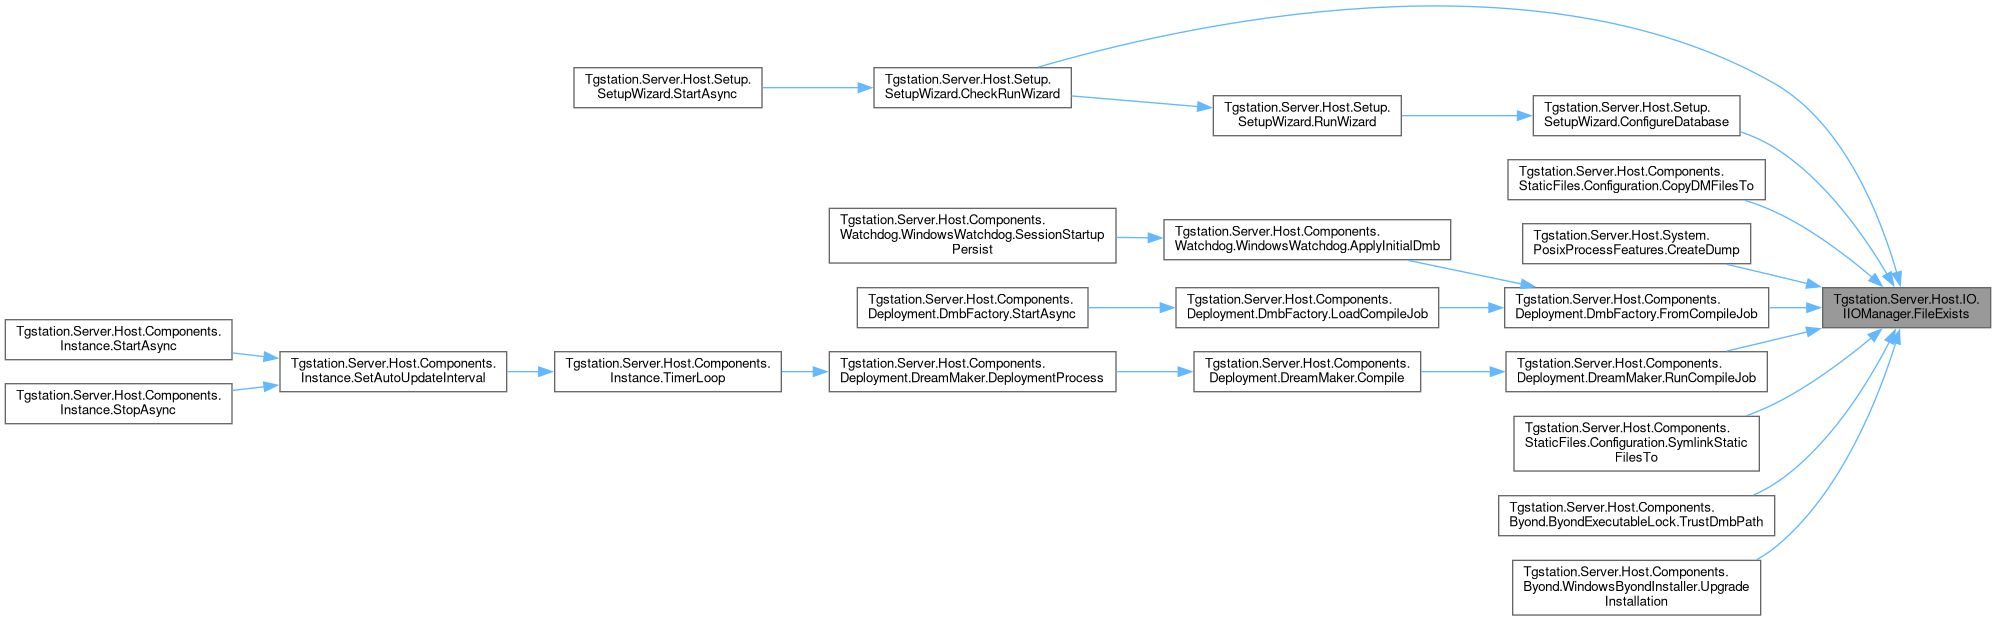 Tgstation.Server.Host.Setup.
SetupWizard.StartAsync
Tgstation.Server.Host.Setup.
SetupWizard.CheckRunWizard
Tgstation.Server.Host.Setup.
SetupWizard.RunWizard
Tgstation.Server.Host.Setup.
SetupWizard.ConfigureDatabase
Tgstation.Server.Host.Components.
StaticFiles.Configuration.CopyDMFilesTo
Tgstation.Server.Host.Components.
Watchdog.WindowsWatchdog.SessionStartup
Persist
Tgstation.Server.Host.Components.
Watchdog.WindowsWatchdog.ApplyInitialDmb
Tgstation.Server.Host.System.
PosixProcessFeatures.CreateDump
Tgstation.Server.Host.Components.
Deployment.DmbFactory.StartAsync
Tgstation.Server.Host.Components.
Deployment.DmbFactory.LoadCompileJob
Tgstation.Server.Host.Components.
Deployment.DmbFactory.FromCompileJob
Tgstation.Server.Host.IO.
IIOManager.FileExists
Tgstation.Server.Host.Components.
Instance.StartAsync
Tgstation.Server.Host.Components.
Instance.StopAsync
Tgstation.Server.Host.Components.
Instance.SetAutoUpdateInterval
Tgstation.Server.Host.Components.
Instance.TimerLoop
Tgstation.Server.Host.Components.
Deployment.DreamMaker.DeploymentProcess
Tgstation.Server.Host.Components.
Deployment.DreamMaker.Compile
Tgstation.Server.Host.Components.
Deployment.DreamMaker.RunCompileJob
Tgstation.Server.Host.Components.
StaticFiles.Configuration.SymlinkStatic
FilesTo
Tgstation.Server.Host.Components.
Byond.ByondExecutableLock.TrustDmbPath
Tgstation.Server.Host.Components.
Byond.WindowsByondInstaller.Upgrade
Installation